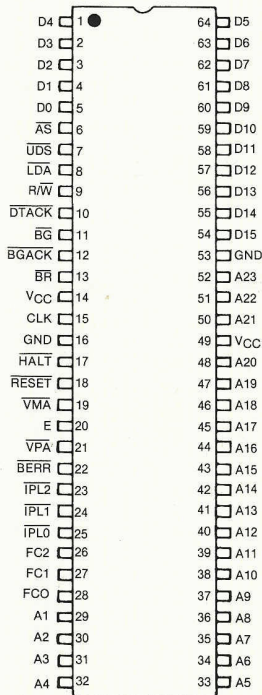 D4 1 64 D5
D3 2 63 D6
D2 3 62 D7
D1 4 61 D8
D0 5 60 D9
AS 6 59 D10
UDS 7 58 D11
LDA 8 57 D12
R/W 9 56 D13
DTACK 10 55 D14
BG 11 54 D15
BGACK 12 53 GND
BR 13 52 A23
VCC 14 51 A22
CLK 15 50 A21
GND 16 49 VCC
HALT 17 48 A20
RESET 18 47 A19
VMA 19 46 A18
E 20 45 A17
VPA 21 44 A16
BERR 22 43 A15
IPL2 23 42 A14
IPL1 24 41 A13
IPL0 25 40 A12
FC2 26 39 A11
FC1 27 38 A10
FCO 28 37 A9
A1 29 36 A8
A2 30 35 A7
A3 31 34 A6
A4 32 33 A5